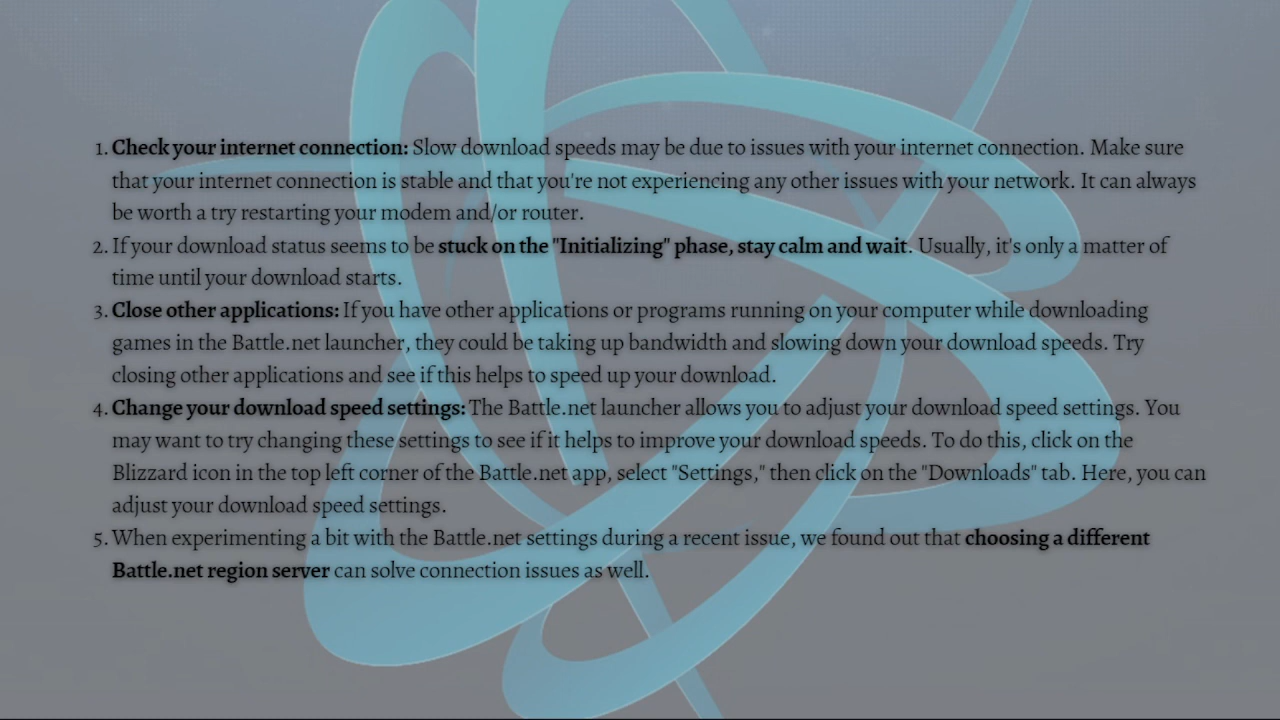 1. Check your internet connection: Slow download speeds may be due to issues with your internet connection. Make sure
that your internet connection is stable and that you're not experiencing any other issues with your network. It can always
be worth a try restarting your modem and/or router.
2. If your download status seems to be stuck on the "Initializing" phase, stay calm and wait. Usually, it's only a matter of
time until your download starts.
3. Close other applications: If you have other applications or programs running on your computer while downloading
games in the Battle.net launcher, they could be taking up bandwidth and slowing down your download speeds. Try
closing other applications and see if this helps to speed up your download.
4. Change your download speed settings: The Battle.net launcher allows you to adjust your download speed settings. You
may want to try changing these settings to see if it helps to improve your download speeds. To do this, click on the
Blizzard icon in the top left corner of the Battle.net app, select "Settings," then click on the "Downloads" tab. Here, you can
adjust your download speed settings.
5. When experimenting a bit with the Battle.net settings during a recent issue, we found out that choosing a different
Battle.net region server can solve connection issues as well.